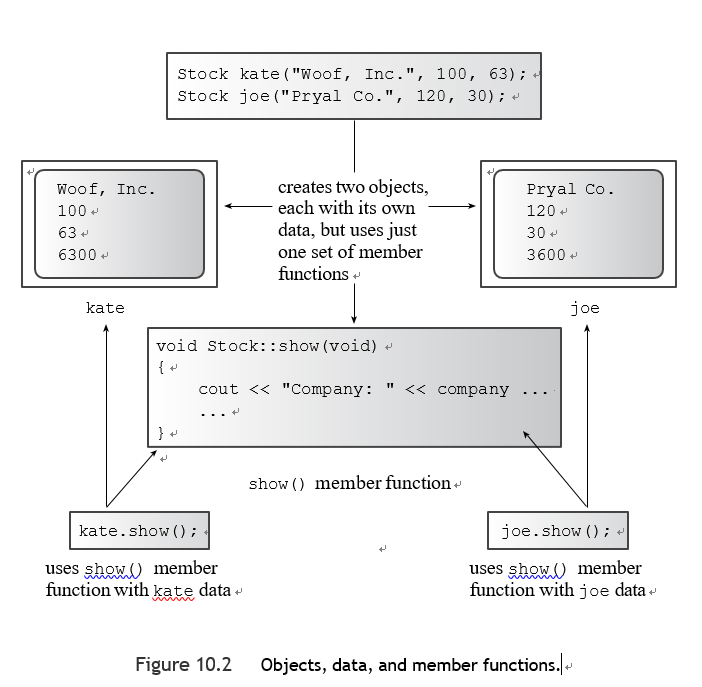 Stock kate("Woof, Inc.", 100, 63);
Stock joe("Pryal Co.", 120, 30);
Woof, Inc.
100
63
6300
kate
creates two objects,
each with its own
data, but uses just
one set of member
functions
Pryal Co.
120
30
3600
joe
void Stock::show(void)
{
cout << "Company: " << company ...
...
}
show() member function
kate.show();
uses show() member
function with kate data
joe.show();
uses show() member
function with joe data
Figure 10.2 Objects, data, and member functions.